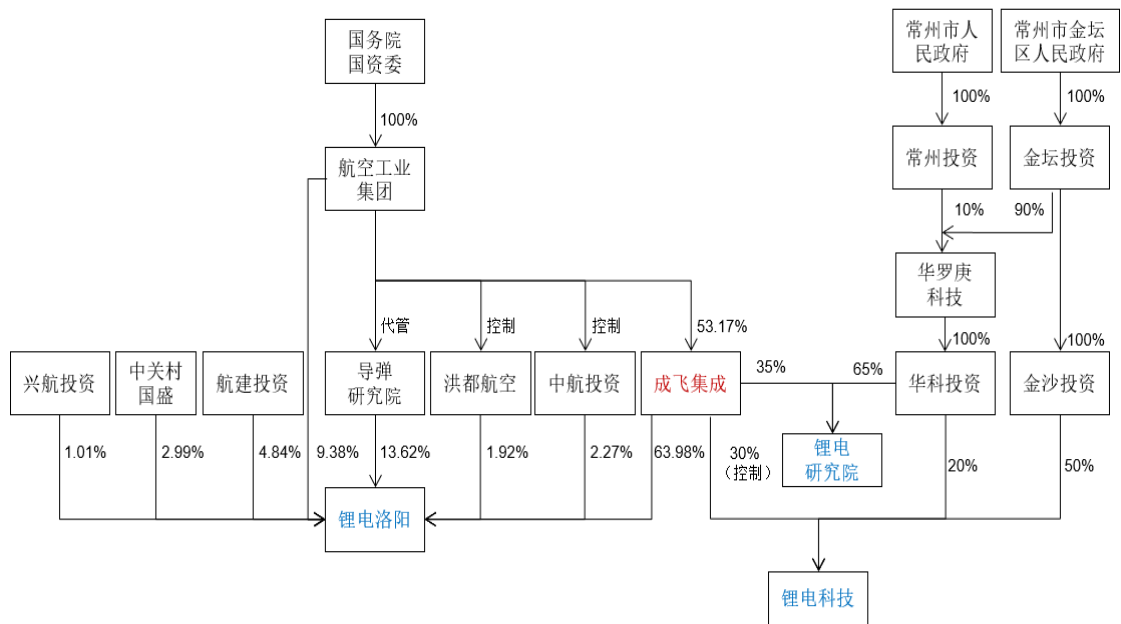 国务院
国资委
常州市人
民政府
常州市金坛
区人民政府
100%
100%
100%
航空工业
集团
常州投资
金坛投资
10%
90%
华罗庚
科技
代管
控制
控制
53.17%
100%
100%
兴航投资
中关村
国盛
航建投资
导弹
研究院
洪都航空
中航投资
成飞集成
35%
65%
华科投资
金沙投资
1.01%
2.99%
4.84%
9.38%
13.62%
1.92%
2.27%
63.98%
30%
（控制）
锂电
研究院
20%
50%
锂电洛阳
锂电科技